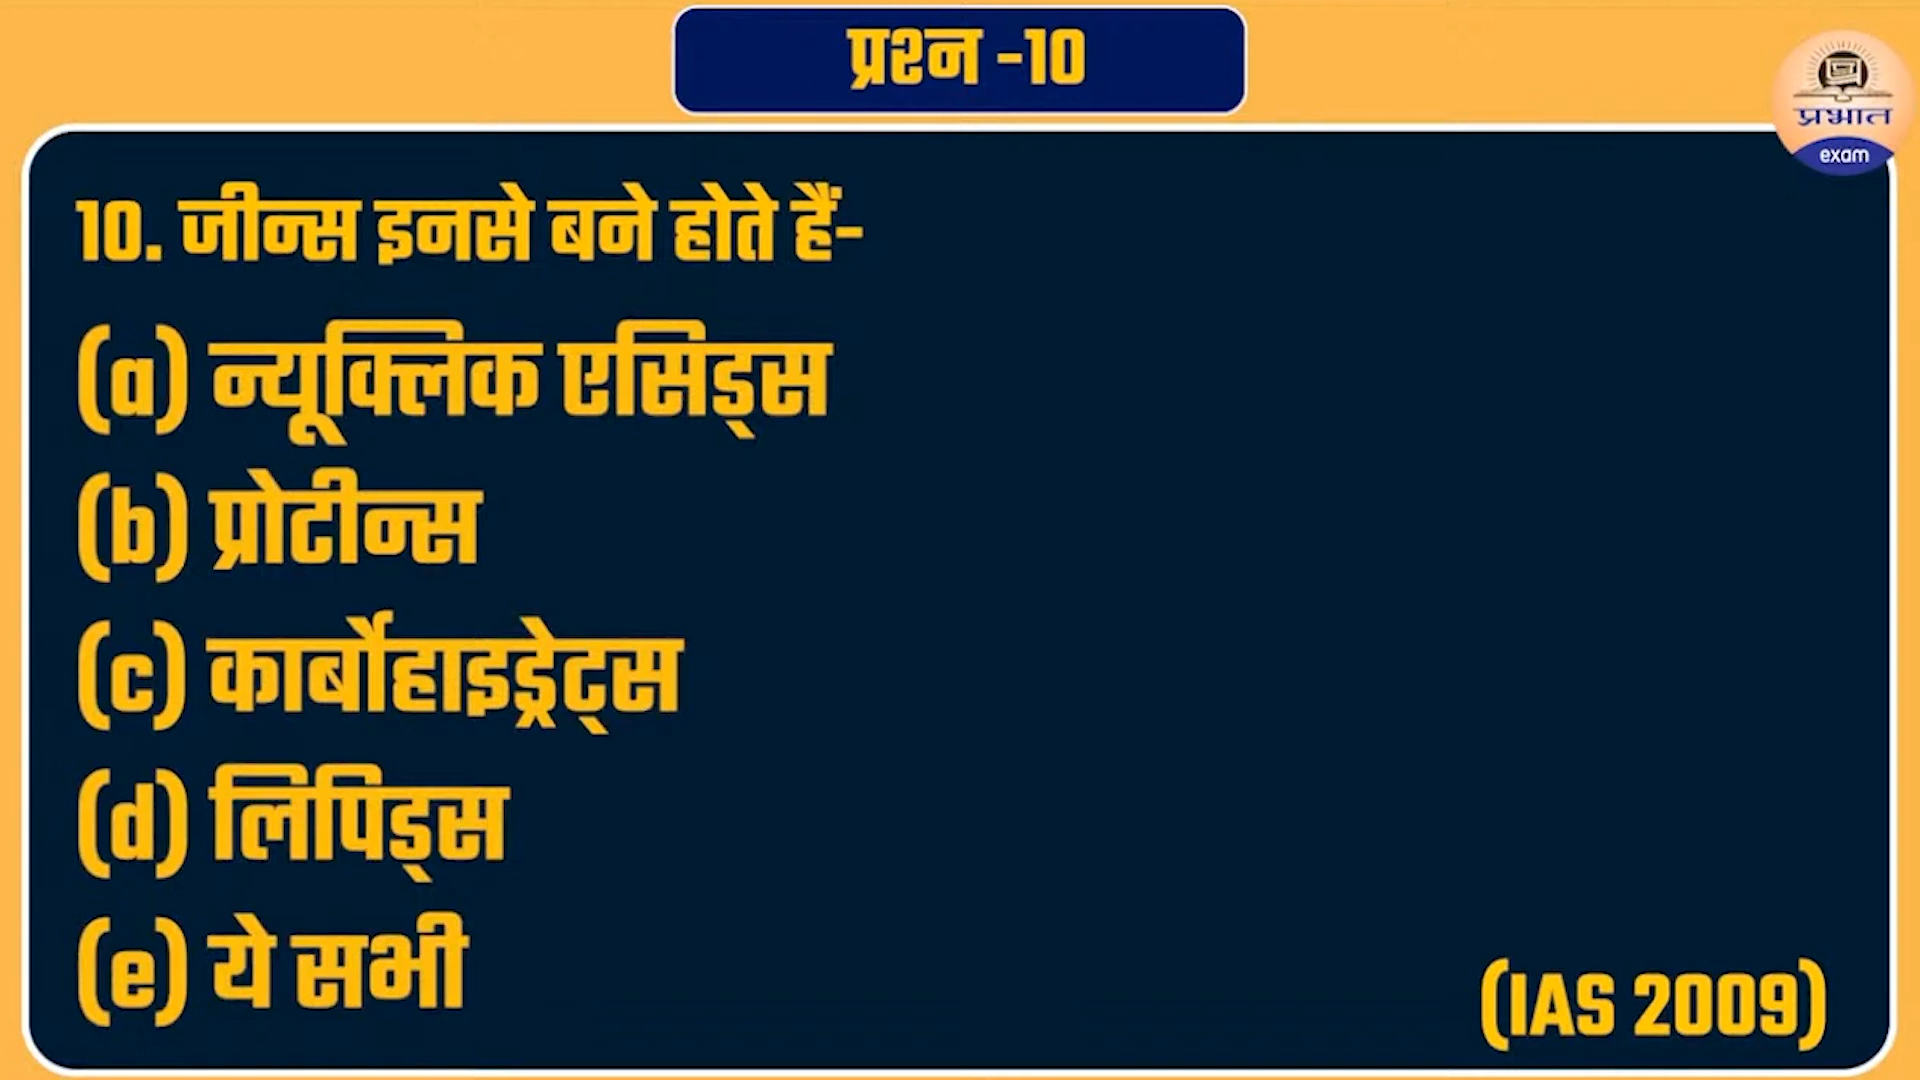 प्रश्न -10
प्रभात
exam
10. जीन्स इनसे बने होते हैं-
(a) न्यूक्लिक एसिड्स
(b) प्रोटीन्स
(c) कार्बोहाइड्रेट्स
(d) लिपिड्स
(e) ये सभी
(IAS 2009)